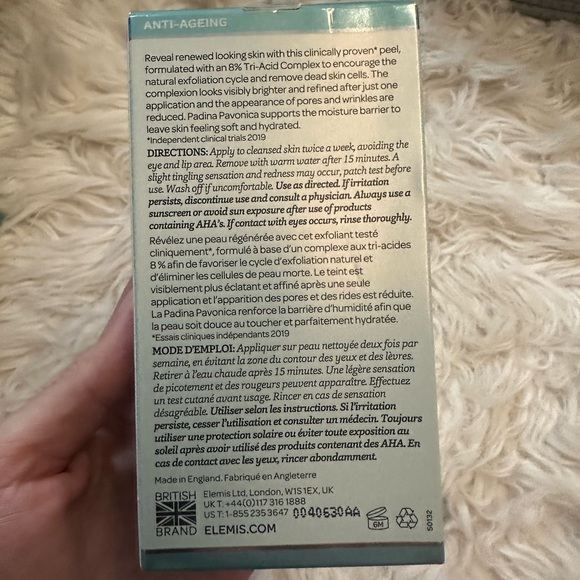 ANTI-AGEING
Reveal renewed looking skin with this clinically proven* peel,
formulated with an 8% Tri-Acid Complex to encourage the
natural exfoliation cycle and remove dead skin cells. The
complexion looks visibly brighter and refined after just one
application and the appearance of pores and wrinkles are
reduced. Padina Pavonica supports the moisture barrier to
leave skin feeling soft and hydrated.
*Independent clinical trials 2019
DIRECTIONS: Apply to cleansed skin twice a week, avoiding the
eye and lip area. Remove with warm water after 15 minutes. A
slight tingling sensation and redness may occur, patch test before
use. Wash off if uncomfortable. Use as directed. If irritation
persists, discontinue use and consult a physician. Always use a
sunscreen or avoid sun exposure after use of products
containing AHA's. If contact with eyes occurs, rinse thoroughly.
Révélez une peau régénérée avec cet exfoliant testé
cliniquement*, formulé à base d'un complexe aux tri-acides
8% afin de favoriser le cycle d'exfoliation naturel et
d'éliminer les cellules de peau morte. Le teint est
visiblement plus éclatant et affiné après une seule
application et l'apparition des pores et des rides est réduite.
La Padina Pavonica renforce la barrière d'humidité afin que
la peau soit douce au toucher et parfaitement hydratée.
*Essais cliniques indépendants 2019
MODE D'EMPLOI: Appliquer sur peau nettoyée deux fois par
semaine, en évitant la zone du contour des yeux et des lèvres.
Retirer à l'eau chaude après 15 minutes. Une légère sensation
de picotement et des rougeurs peuvent apparaître. Effectuez
un test cutané avant usage. Rincer en cas de sensation
désagréable. Utiliser selon les instructions. Si l'irritation
persiste, cesser l'utilisation et consulter un médecin. Toujours
utiliser une protection solaire ou éviter toute exposition au
soleil après avoir utilisé des produits contenant des AHA. En
cas de contact avec les yeux, rincer abondamment.
Made in England. Fabriqué en Angleterre
BRITISH
BRAND
Elemis Ltd, London, W1S 1EX, UK
UK T: +44(0)117 316 1888
US T: 1-855 235 3647 0040630AA
ELEMIS.COM
6M
50132